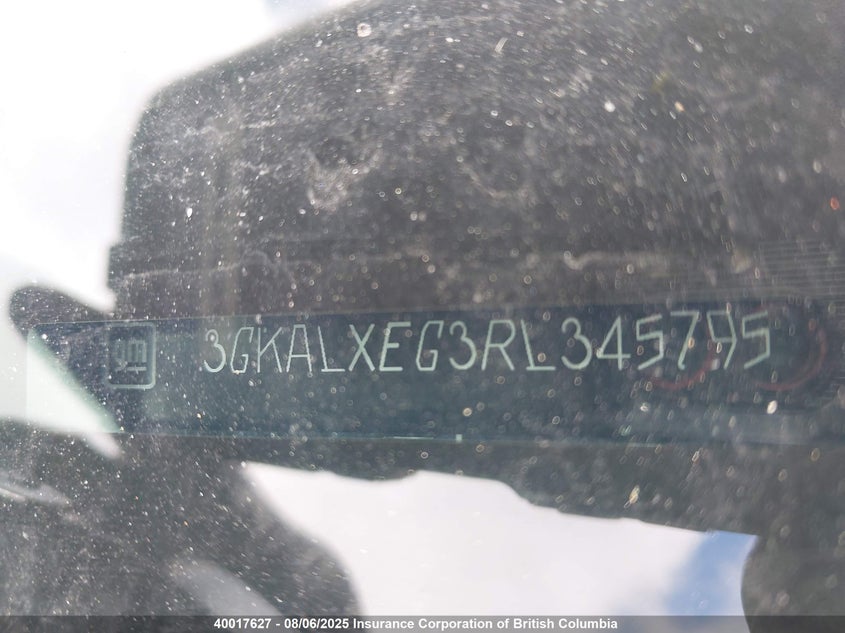 gm
3GKALXEG3RL345795
40017627 - 08/06/2025 Insurance Corporation of British Columbia